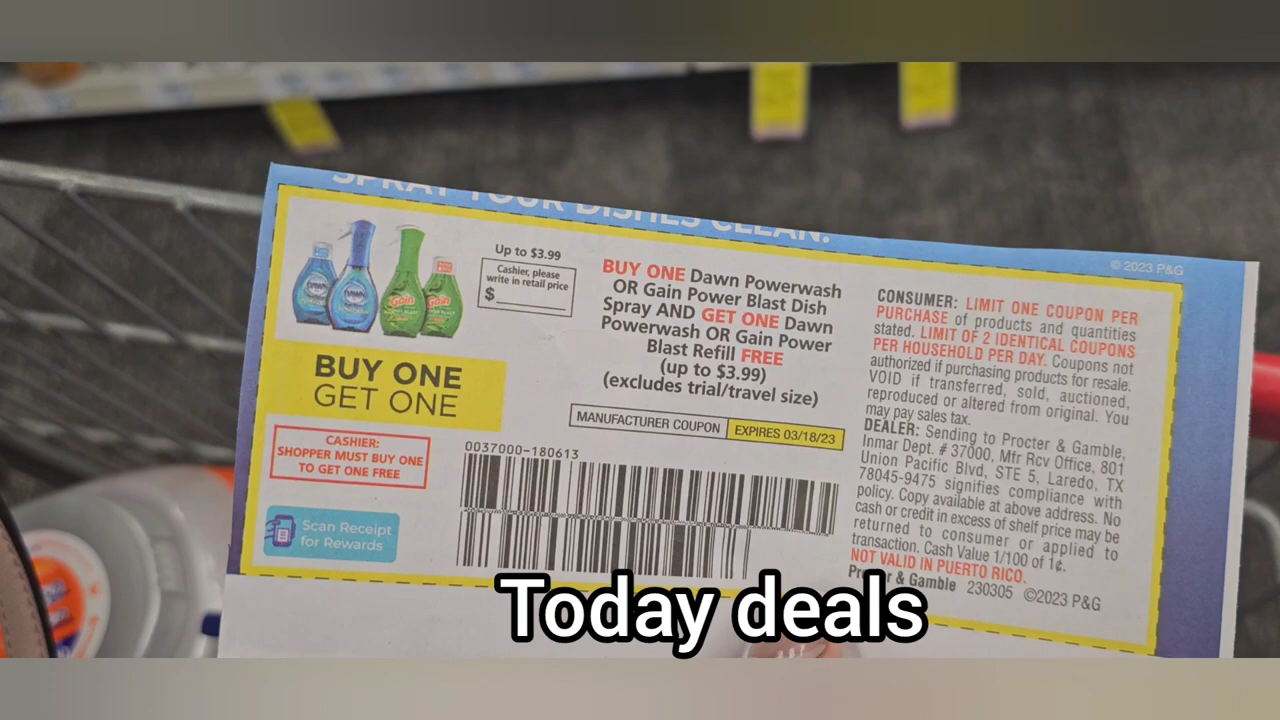 SPRAY YOUR DISHES CLEAN.
© 2023 P&G
Up to $3.99
Cashier, please
write in retail price
$
DAWN
DAWN
Gain
Gain
BUY ONE
GET ONE
CASHIER:
SHOPPER MUST BUY ONE
TO GET ONE FREE
Scan Receipt
for Rewards
BUY ONE Dawn Powerwash
OR Gain Power Blast Dish
Spray AND GET ONE Dawn
Powerwash OR Gain Power
Blast Refill FREE
(up to $3.99)
(excludes trial/travel size)
MANUFACTURER COUPON EXPIRES 03/18/23
0037000-180613
CONSUMER: LIMIT ONE COUPON PER
PURCHASE of products and quantities
stated. LIMIT OF 2 IDENTICAL COUPONS
PER HOUSEHOLD PER DAY. Coupons not
authorized if purchasing products for resale.
VOID if transferred, sold, auctioned,
reproduced or altered from original. You
may pay sales tax.
DEALER: Sending to Procter & Gamble,
Inmar Dept. # 37000, Mfr Rcv Office, 801
Union Pacific Blvd, STE 5, Laredo, TX
78045-9475 signifies compliance with
policy. Copy available at above address. No
cash or credit in excess of shelf price may be
returned to consumer or applied to
transaction. Cash Value 1/100 of 1¢.
NOT VALID IN PUERTO RICO.
Procter & Gamble 230305 ©2023 P&G
Today deals